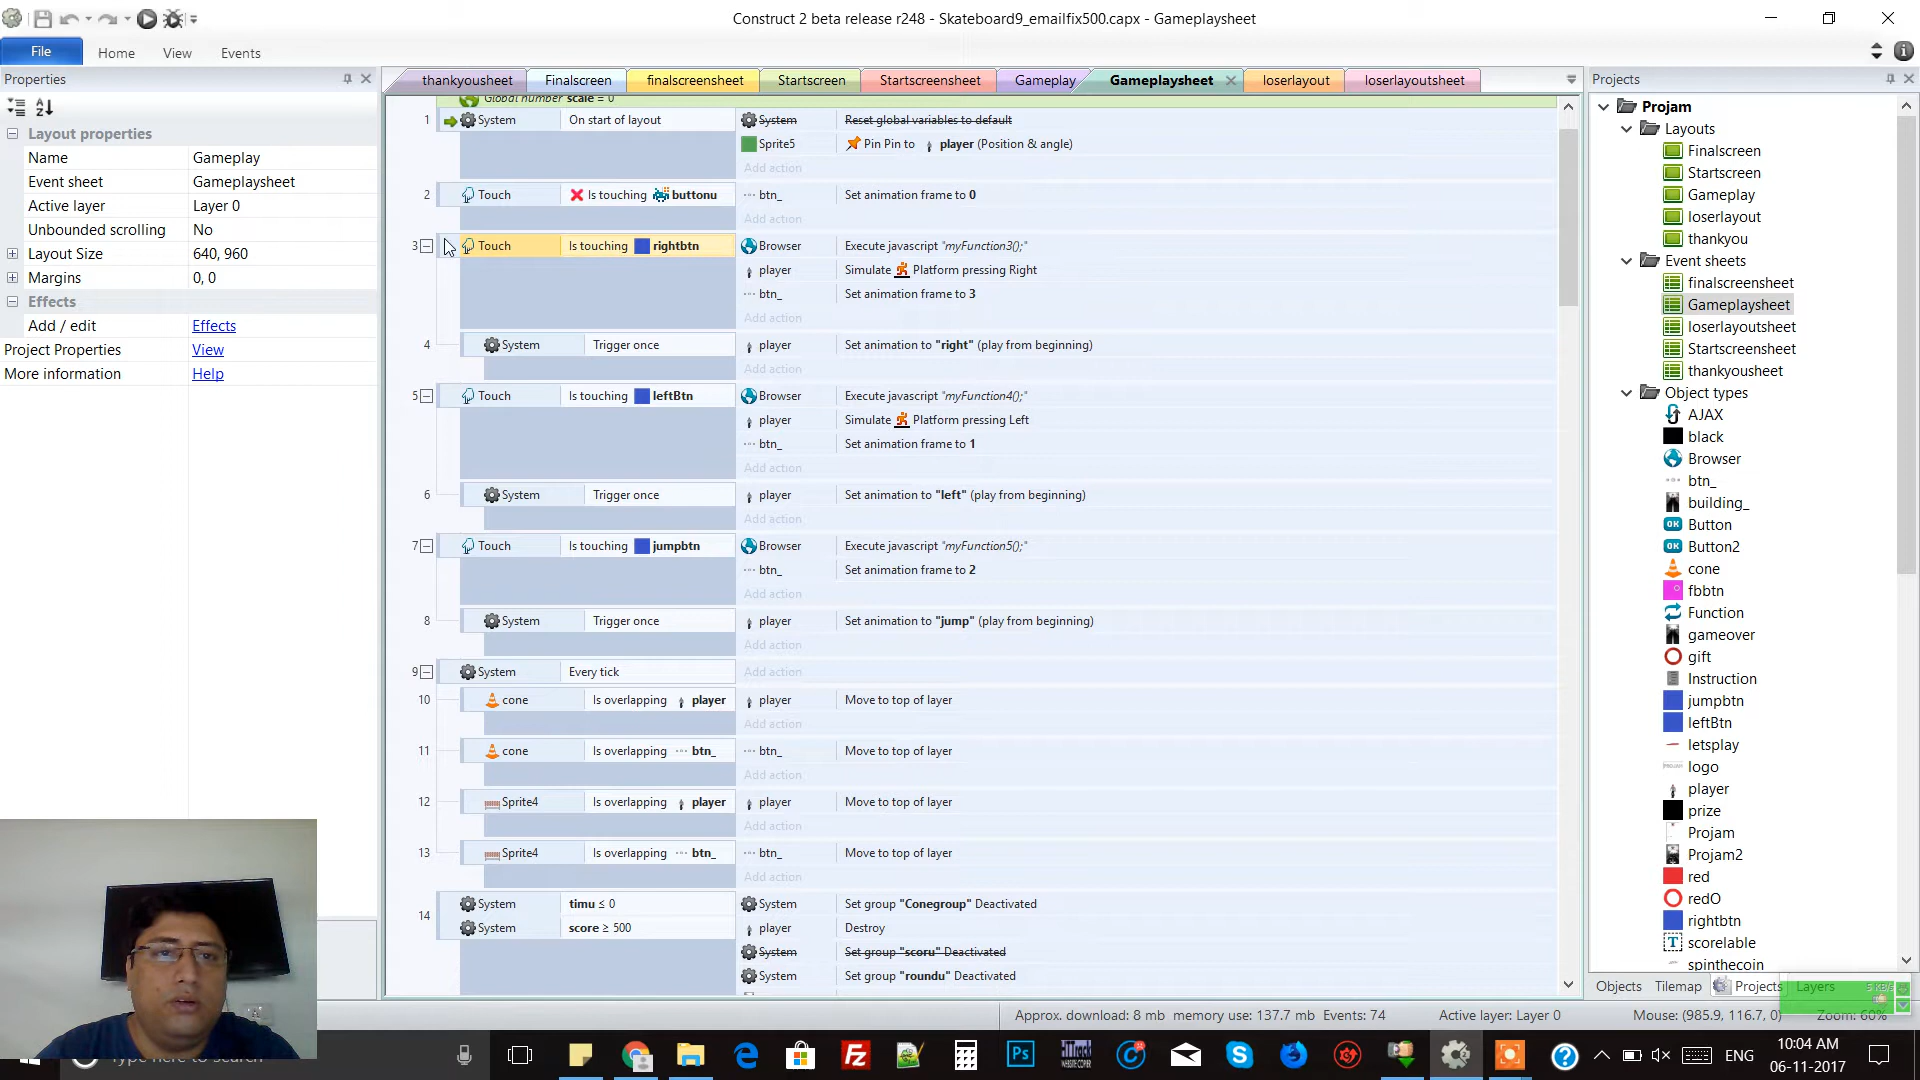 Construct 2 beta release r248 - Skateboard9_emailfix500.capx - Gameplaysheet
File Home View Events
Properties
Layout properties
Name Gameplay
Event sheet Gameplaysheet
Active layer Layer 0
Unbounded scrolling No
Layout Size 640, 960
Margins 0, 0
Effects
Add / edit Effects
Project Properties View
More information Help
thankyousheet Finalscreen finalscreensheet Startscreen Startscreensheet Gameplay Gameplaysheet loserlayout loserlayoutsheet
Global number scale = 0
1 System On start of layout System Reset global variables to default
Sprite5 Pin Pin to player (Position & angle)
Add action
2 Touch Is touching buttonu btn_ Set animation frame to 0
Add action
3 Touch Is touching rightbtn Browser Execute javascript "myFunction3();"
player Simulate Platform pressing Right
btn_ Set animation frame to 3
Add action
4 System Trigger once player Set animation to "right" (play from beginning)
Add action
5 Touch Is touching leftBtn Browser Execute javascript "myFunction4();"
player Simulate Platform pressing Left
btn_ Set animation frame to 1
Add action
6 System Trigger once player Set animation to "left" (play from beginning)
Add action
7 Touch Is touching jumpbtn Browser Execute javascript "myFunction5();"
btn_ Set animation frame to 2
Add action
8 System Trigger once player Set animation to "jump" (play from beginning)
Add action
9 System Every tick Add action
10 cone Is overlapping player player Move to top of layer
Add action
11 cone Is overlapping btn_ btn_ Move to top of layer
Add action
12 Sprite4 Is overlapping player player Move to top of layer
Add action
13 Sprite4 Is overlapping btn_ btn_ Move to top of layer
Add action
14 System timu ≤ 0 System Set group "Conegroup" Deactivated
System score ≥ 500 player Destroy
System Set group "scoru" Deactivated
System Set group "roundu" Deactivated
Projects
Projam
Layouts
Finalscreen
Startscreen
Gameplay
loserlayout
thankyou
Event sheets
finalscreensheet
Gameplaysheet
loserlayoutsheet
Startscreensheet
thankyousheet
Object types
AJAX
black
Browser
btn_
building_
OK Button
OK Button2
cone
fbbtn
Function
gameover
gift
Instruction
jumpbtn
leftBtn
letsplay
logo
player
prize
Projam
Projam2
red
redO
rightbtn
T scorelable
spinthecoin
Objects Tilemap Projects Layers
5 KB/s
Approx. download: 8 mb memory use: 137.7 mb Events: 74 Active layer: Layer 0 Mouse: (985.9, 116.7, 0) Zoom: 60%
Type here to search
Ps
ENG
10:04 AM
06-11-2017